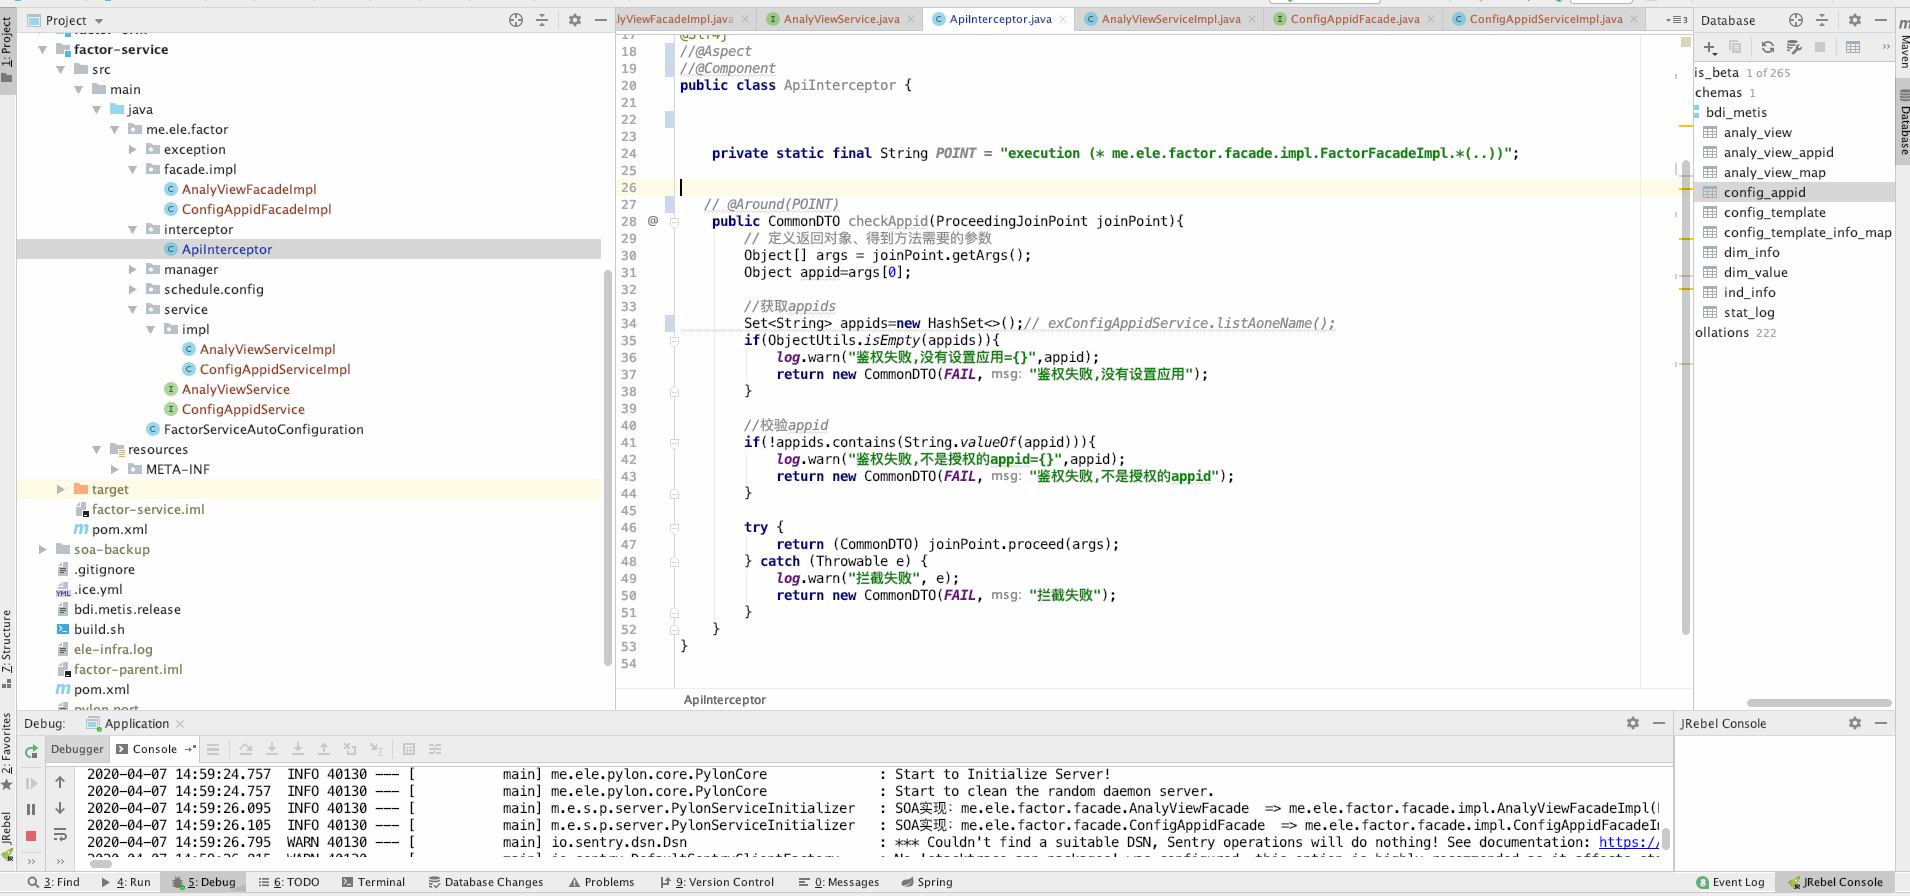 Project
lyViewFacadeImpl.java
AnalyViewService.java
ApiInterceptor.java
AnalyViewServiceImpl.java
ConfigAppidFacade.java
ConfigAppidServiceImpl.java
3
Database
1: Project
Maven
Database
7: Structure
2: Favorites
JRebel
factor-service
src
main
java
me.ele.factor
exception
facade.impl
AnalyViewFacadeImpl
ConfigAppidFacadeImpl
interceptor
ApiInterceptor
manager
schedule.config
service
impl
AnalyViewServiceImpl
ConfigAppidServiceImpl
AnalyViewService
ConfigAppidService
FactorServiceAutoConfiguration
resources
META-INF
target
factor-service.iml
pom.xml
soa-backup
.gitignore
.ice.yml
bdi.metis.release
build.sh
ele-infra.log
factor-parent.iml
pom.xml
pylon.port
17 @Slf4j
18 //@Aspect
19 //@Component
20 public class ApiInterceptor {
21
22
23
24 private static final String POINT = "execution (* me.ele.factor.facade.impl.FactorFacadeImpl.*(..))";
25
26
27 // @Around(POINT)
28 @ public CommonDTO checkAppid(ProceedingJoinPoint joinPoint){
29 // 定义返回对象、得到方法需要的参数
30 Object[] args = joinPoint.getArgs();
31 Object appid=args[0];
32
33 //获取appids
34 Set<String> appids=new HashSet<>();// exConfigAppidService.listAoneName();
35 if(ObjectUtils.isEmpty(appids)){
36 log.warn("鉴权失败,没有设置应用={}",appid);
37 return new CommonDTO(FAIL, msg: "鉴权失败,没有设置应用");
38 }
39
40 //校验appid
41 if(!appids.contains(String.valueOf(appid))){
42 log.warn("鉴权失败,不是授权的appid={}",appid);
43 return new CommonDTO(FAIL, msg: "鉴权失败,不是授权的appid");
44 }
45
46 try {
47 return (CommonDTO) joinPoint.proceed(args);
48 } catch (Throwable e) {
49 log.warn("拦截失败", e);
50 return new CommonDTO(FAIL, msg: "拦截失败");
51 }
52 }
53 }
54
ApiInterceptor
is_beta 1 of 265
chemas 1
bdi_metis
analy_view
analy_view_appid
analy_view_map
config_appid
config_template
config_template_info_map
dim_info
dim_value
ind_info
stat_log
ollations 222
Debug: Application
JRebel Console
Debugger Console
2020-04-07 14:59:24.757 INFO 40130 --- [ main] me.ele.pylon.core.PylonCore : Start to Initialize Server!
2020-04-07 14:59:24.757 INFO 40130 --- [ main] me.ele.pylon.core.PylonCore : Start to clean the random daemon server.
2020-04-07 14:59:26.095 INFO 40130 --- [ main] m.e.s.p.server.PylonServiceInitializer : SOA实现: me.ele.factor.facade.AnalyViewFacade => me.ele.factor.facade.impl.AnalyViewFacadeImpl(
2020-04-07 14:59:26.105 INFO 40130 --- [ main] m.e.s.p.server.PylonServiceInitializer : SOA实现: me.ele.factor.facade.ConfigAppidFacade => me.ele.factor.facade.impl.ConfigAppidFacadeI
2020-04-07 14:59:26.795 WARN 40130 --- [ main] io.sentry.dsn.Dsn : *** Couldn't find a suitable DSN, Sentry operations will do nothing! See documentation: https:/
3: Find
4: Run
5: Debug
6: TODO
Terminal
Database Changes
Problems
9: Version Control
0: Messages
Spring
8 Event Log
JRebel Console